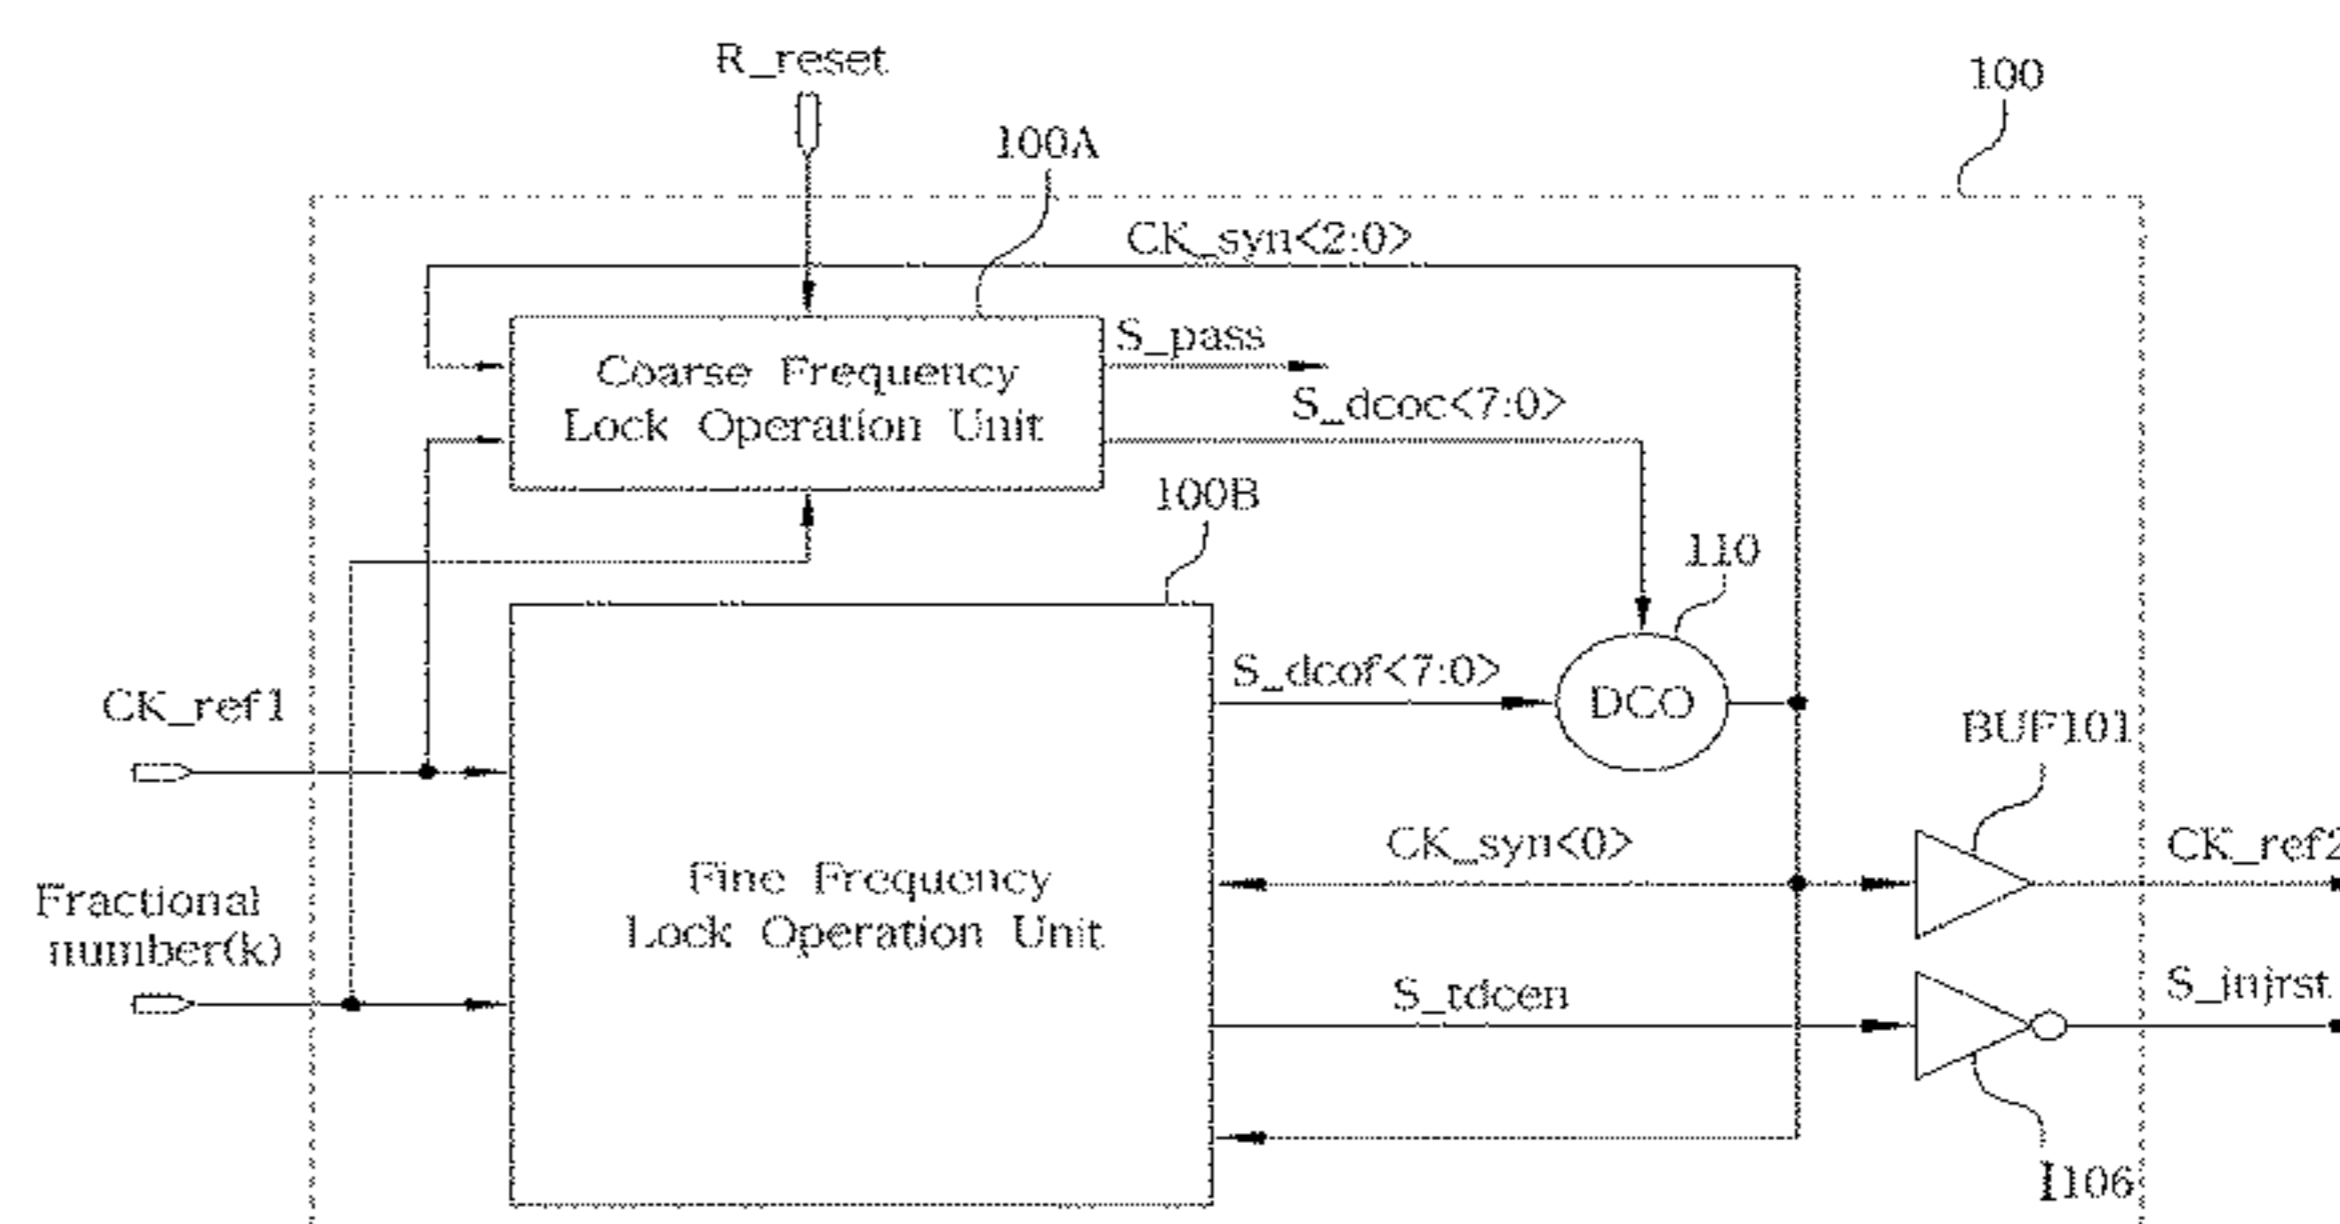 R_reset
100
100A
CK_syn<2:0>
S_pass
Coarse Frequency
Lock Operation Unit
S_dcoc<7:0>
100B
110
S_dcof<7:0>
DCO
CK_ref1
BUF101
CK_syn<0>
CK_ref2
Fine Frequency
Lock Operation Unit
Fractional
number(k)
S_tdcen
S_injrst
I106